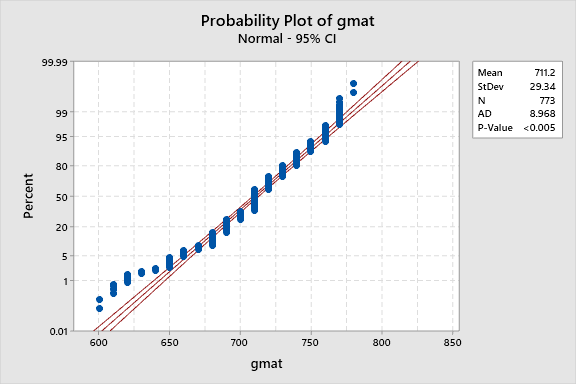 Probability Plot of gmat
Normal - 95% CI
99.99
99
95
80
50
20
5
1
0.01
Percent
600 650 700 750 800 850
gmat
Mean 711.2
StDev 29.34
N 773
AD 8.968
P-Value <0.005